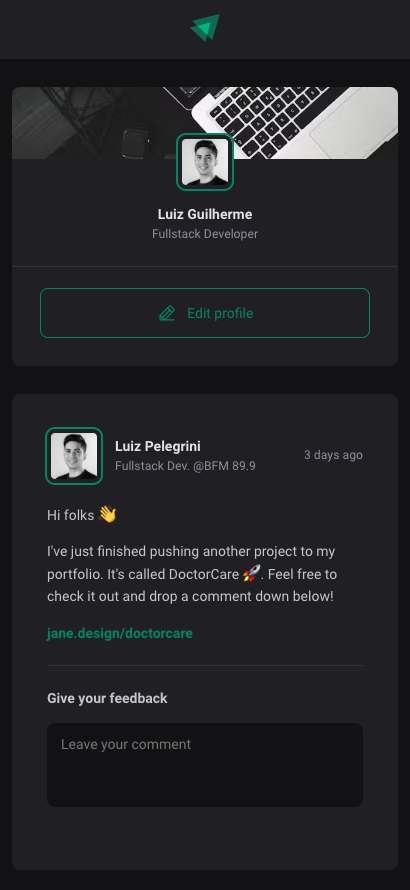 Luiz Guilherme
Fullstack Developer
Edit profile
Luiz Pelegrini
Fullstack Dev. @BFM 89.9
3 days ago
Hi folks 👋
I've just finished pushing another project to my
portfolio. It's called DoctorCare 🚀. Feel free to
check it out and drop a comment down below!
jane.design/doctorcare
Give your feedback
Leave your comment